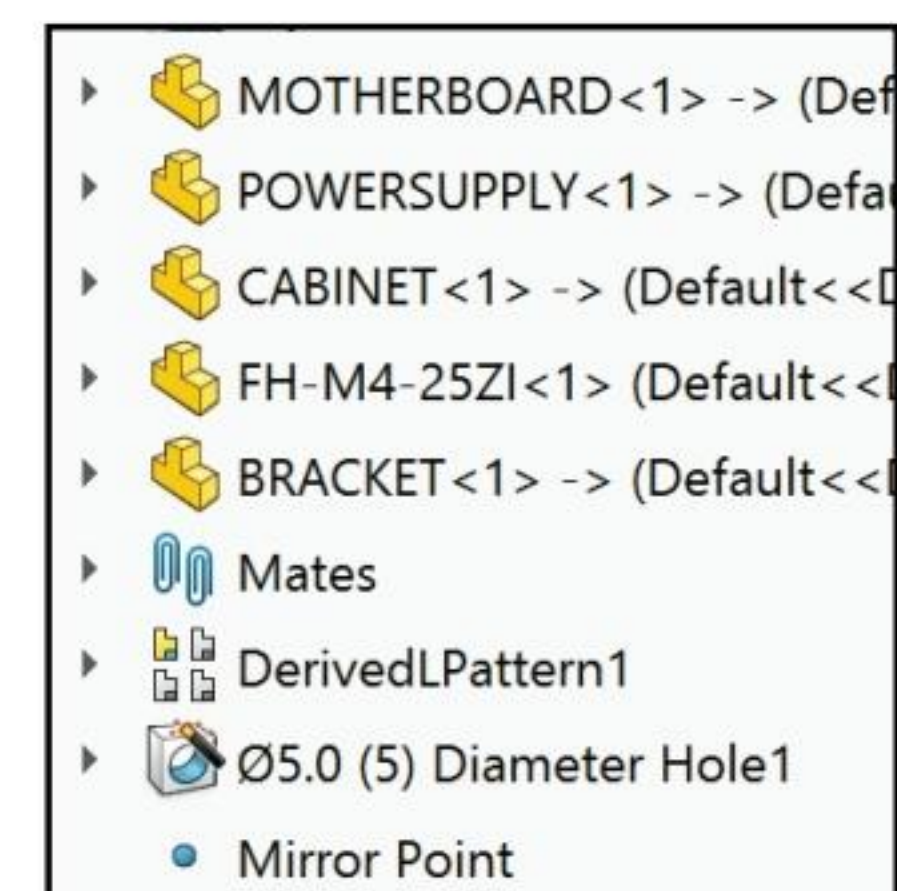 MOTHERBOARD<1> -> (Def
POWERSUPPLY<1> -> (Defau
CABINET<1> -> (Default<<D
FH-M4-25ZI<1> (Default<<D
BRACKET<1> -> (Default<<D
Mates
DerivedLPattern1
Ø5.0 (5) Diameter Hole1
Mirror Point